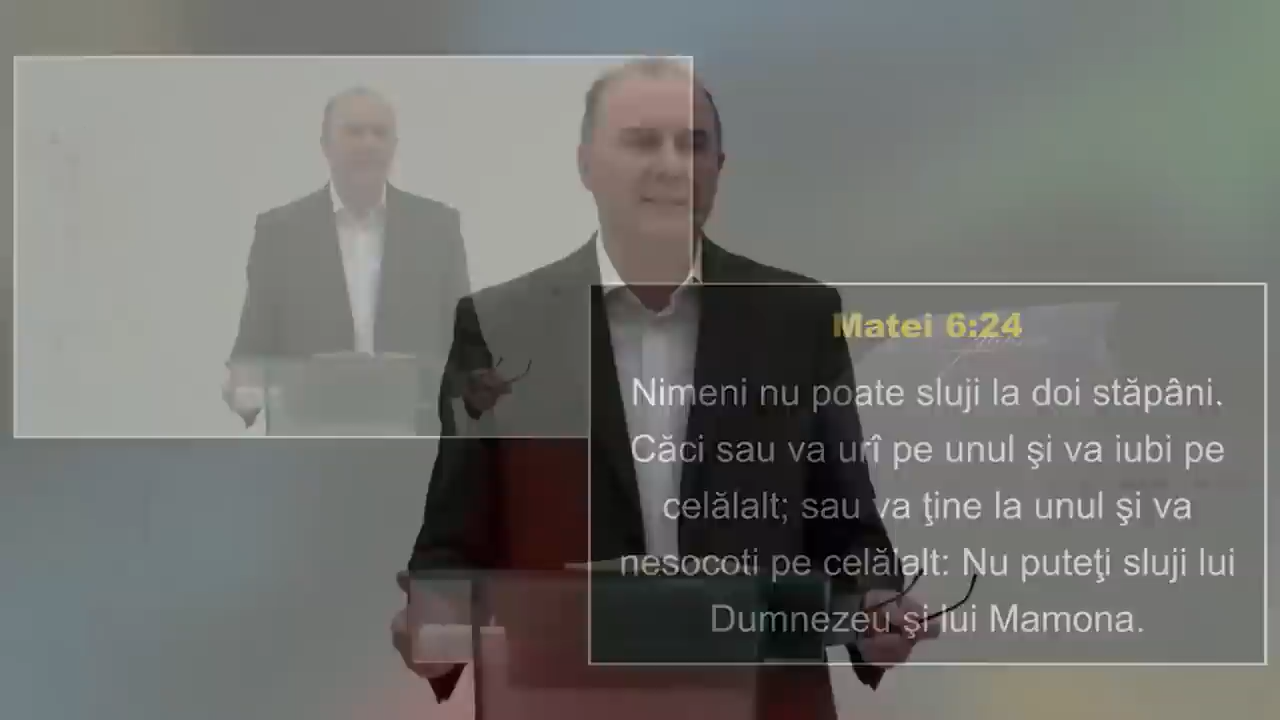 Matei 6:24
Nimeni nu poate sluji la doi stăpâni.
Căci sau va urî pe unul şi va iubi pe
celălalt; sau va ţine la unul şi va
nesocoti pe celălalt: Nu puteţi sluji lui
Dumnezeu şi lui Mamona.